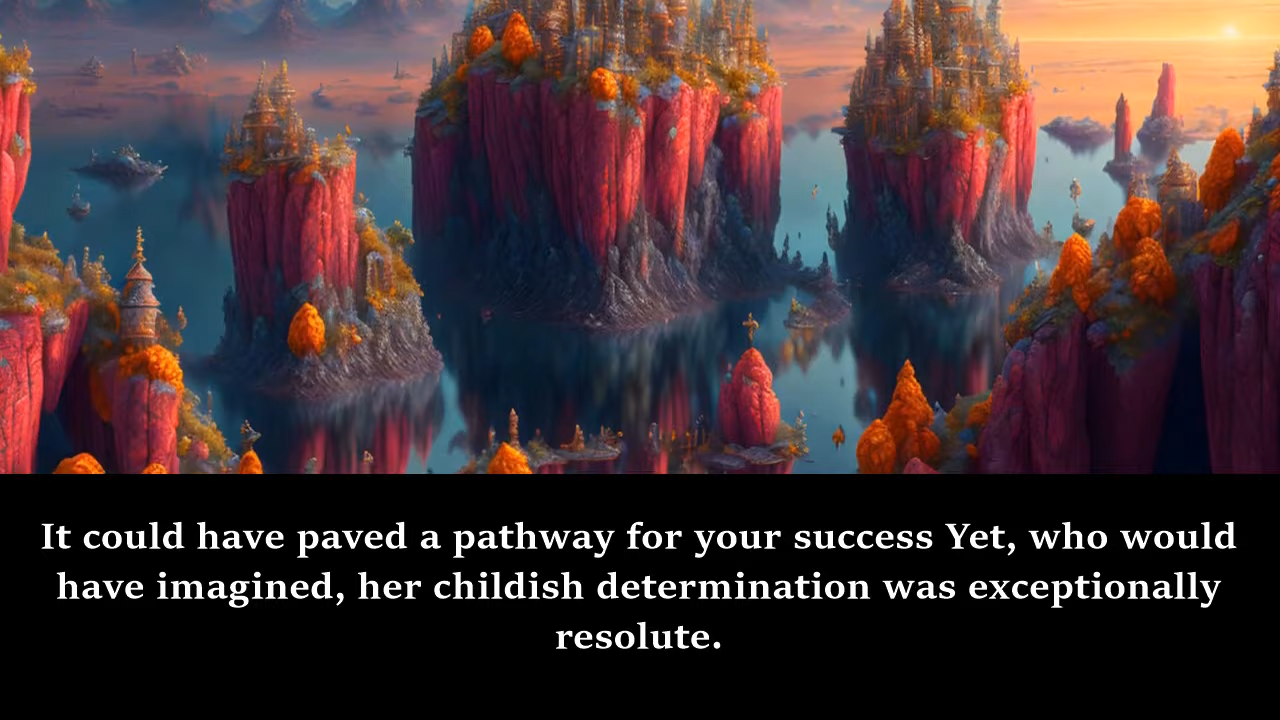 It could have paved a pathway for your success Yet, who would
have imagined, her childish determination was exceptionally
resolute.